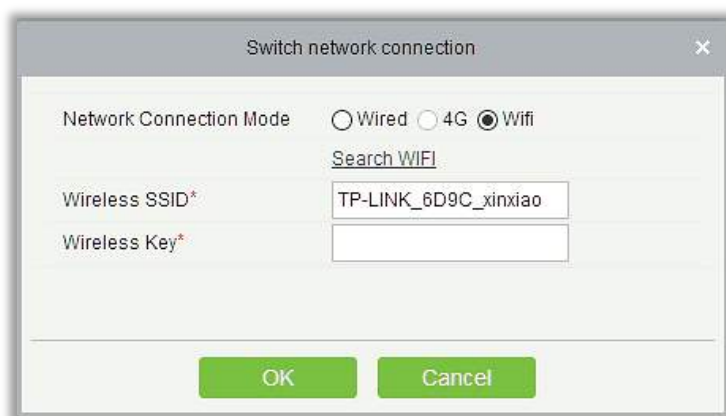 Switch network connection
Network Connection Mode Wired 4G Wifi
Search WIFI
Wireless SSID* TP-LINK_6D9C_xinxiao
Wireless Key*
OK Cancel